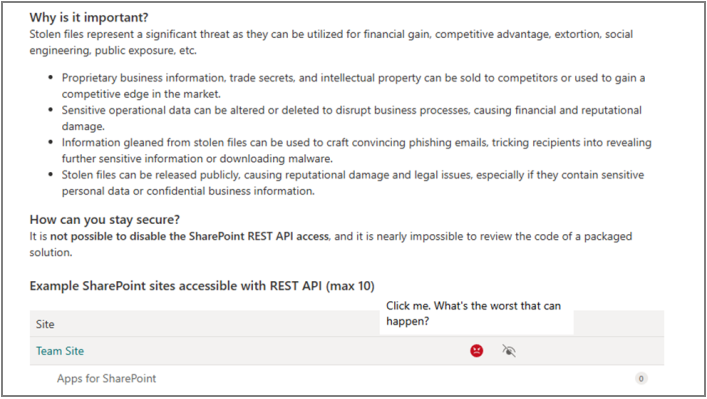 Why is it important?
Stolen files represent a significant threat as they can be utilized for financial gain, competitive advantage, extortion, social
engineering, public exposure, etc.
• Proprietary business information, trade secrets, and intellectual property can be sold to competitors or used to gain a
competitive edge in the market.
• Sensitive operational data can be altered or deleted to disrupt business processes, causing financial and reputational
damage.
• Information gleaned from stolen files can be used to craft convincing phishing emails, tricking recipients into revealing
further sensitive information or downloading malware.
• Stolen files can be released publicly, causing reputational damage and legal issues, especially if they contain sensitive
personal data or confidential business information.
How can you stay secure?
It is not possible to disable the SharePoint REST API access, and it is nearly impossible to review the code of a packaged
solution.
Example SharePoint sites accessible with REST API (max 10)
Click me. What's the worst that can
happen?
Site
Team Site
Apps for SharePoint 0